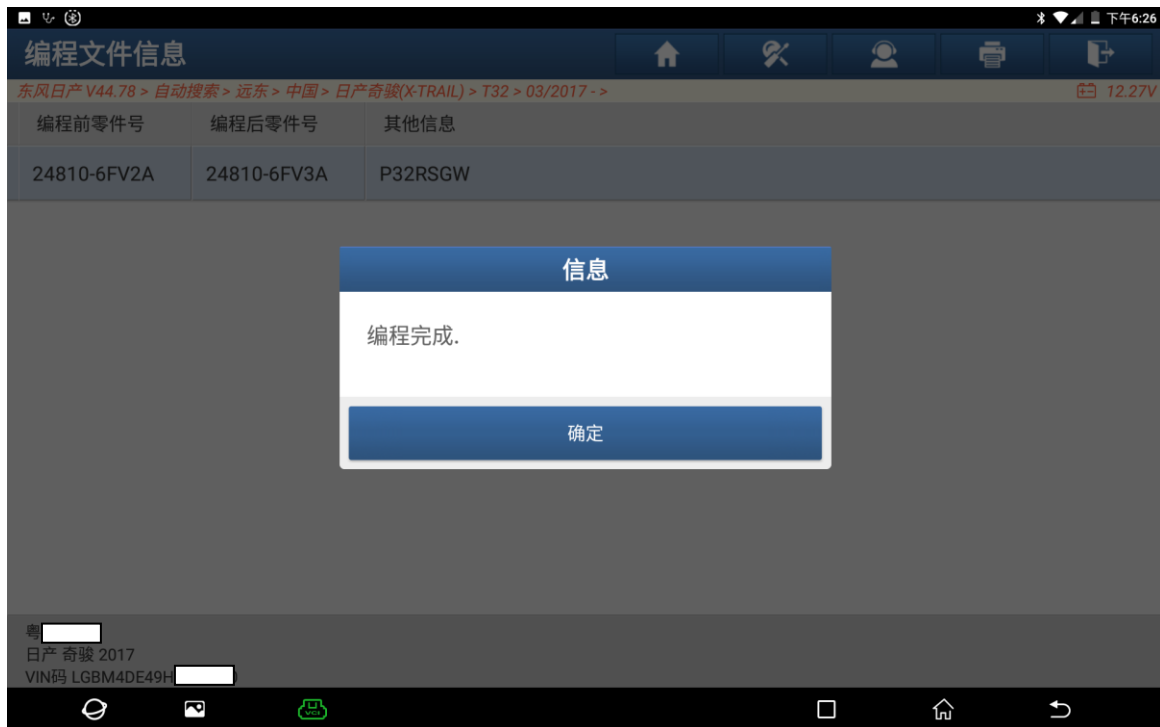 下午6:26
编程文件信息
东风日产 V44.78 > 自动搜索 > 远东 > 中国 > 日产奇骏(X-TRAIL) > T32 > 03/2017 - > 12.27V
编程前零件号 编程后零件号 其他信息
24810-6FV2A 24810-6FV3A P32RSGW
信息
编程完成.
确定
粤
日产 奇骏 2017
VIN码 LGBM4DE49H
VCI